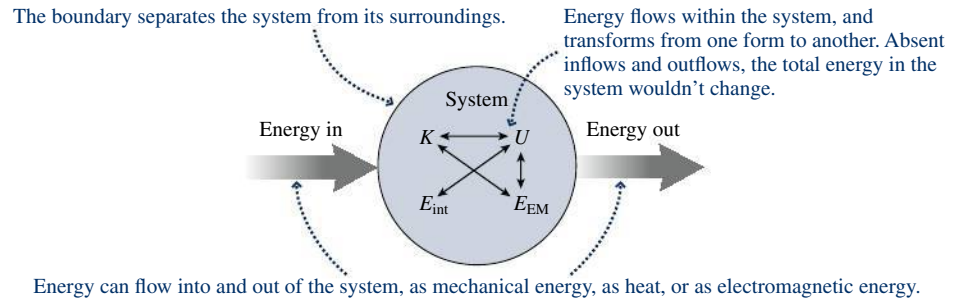 The boundary separates the system from its surroundings.
Energy flows within the system, and
transforms from one form to another. Absent
inflows and outflows, the total energy in the
system wouldn’t change.
System
Energy in
K
U
Energy out
E_int
E_EM
Energy can flow into and out of the system, as mechanical energy, as heat, or as electromagnetic energy.